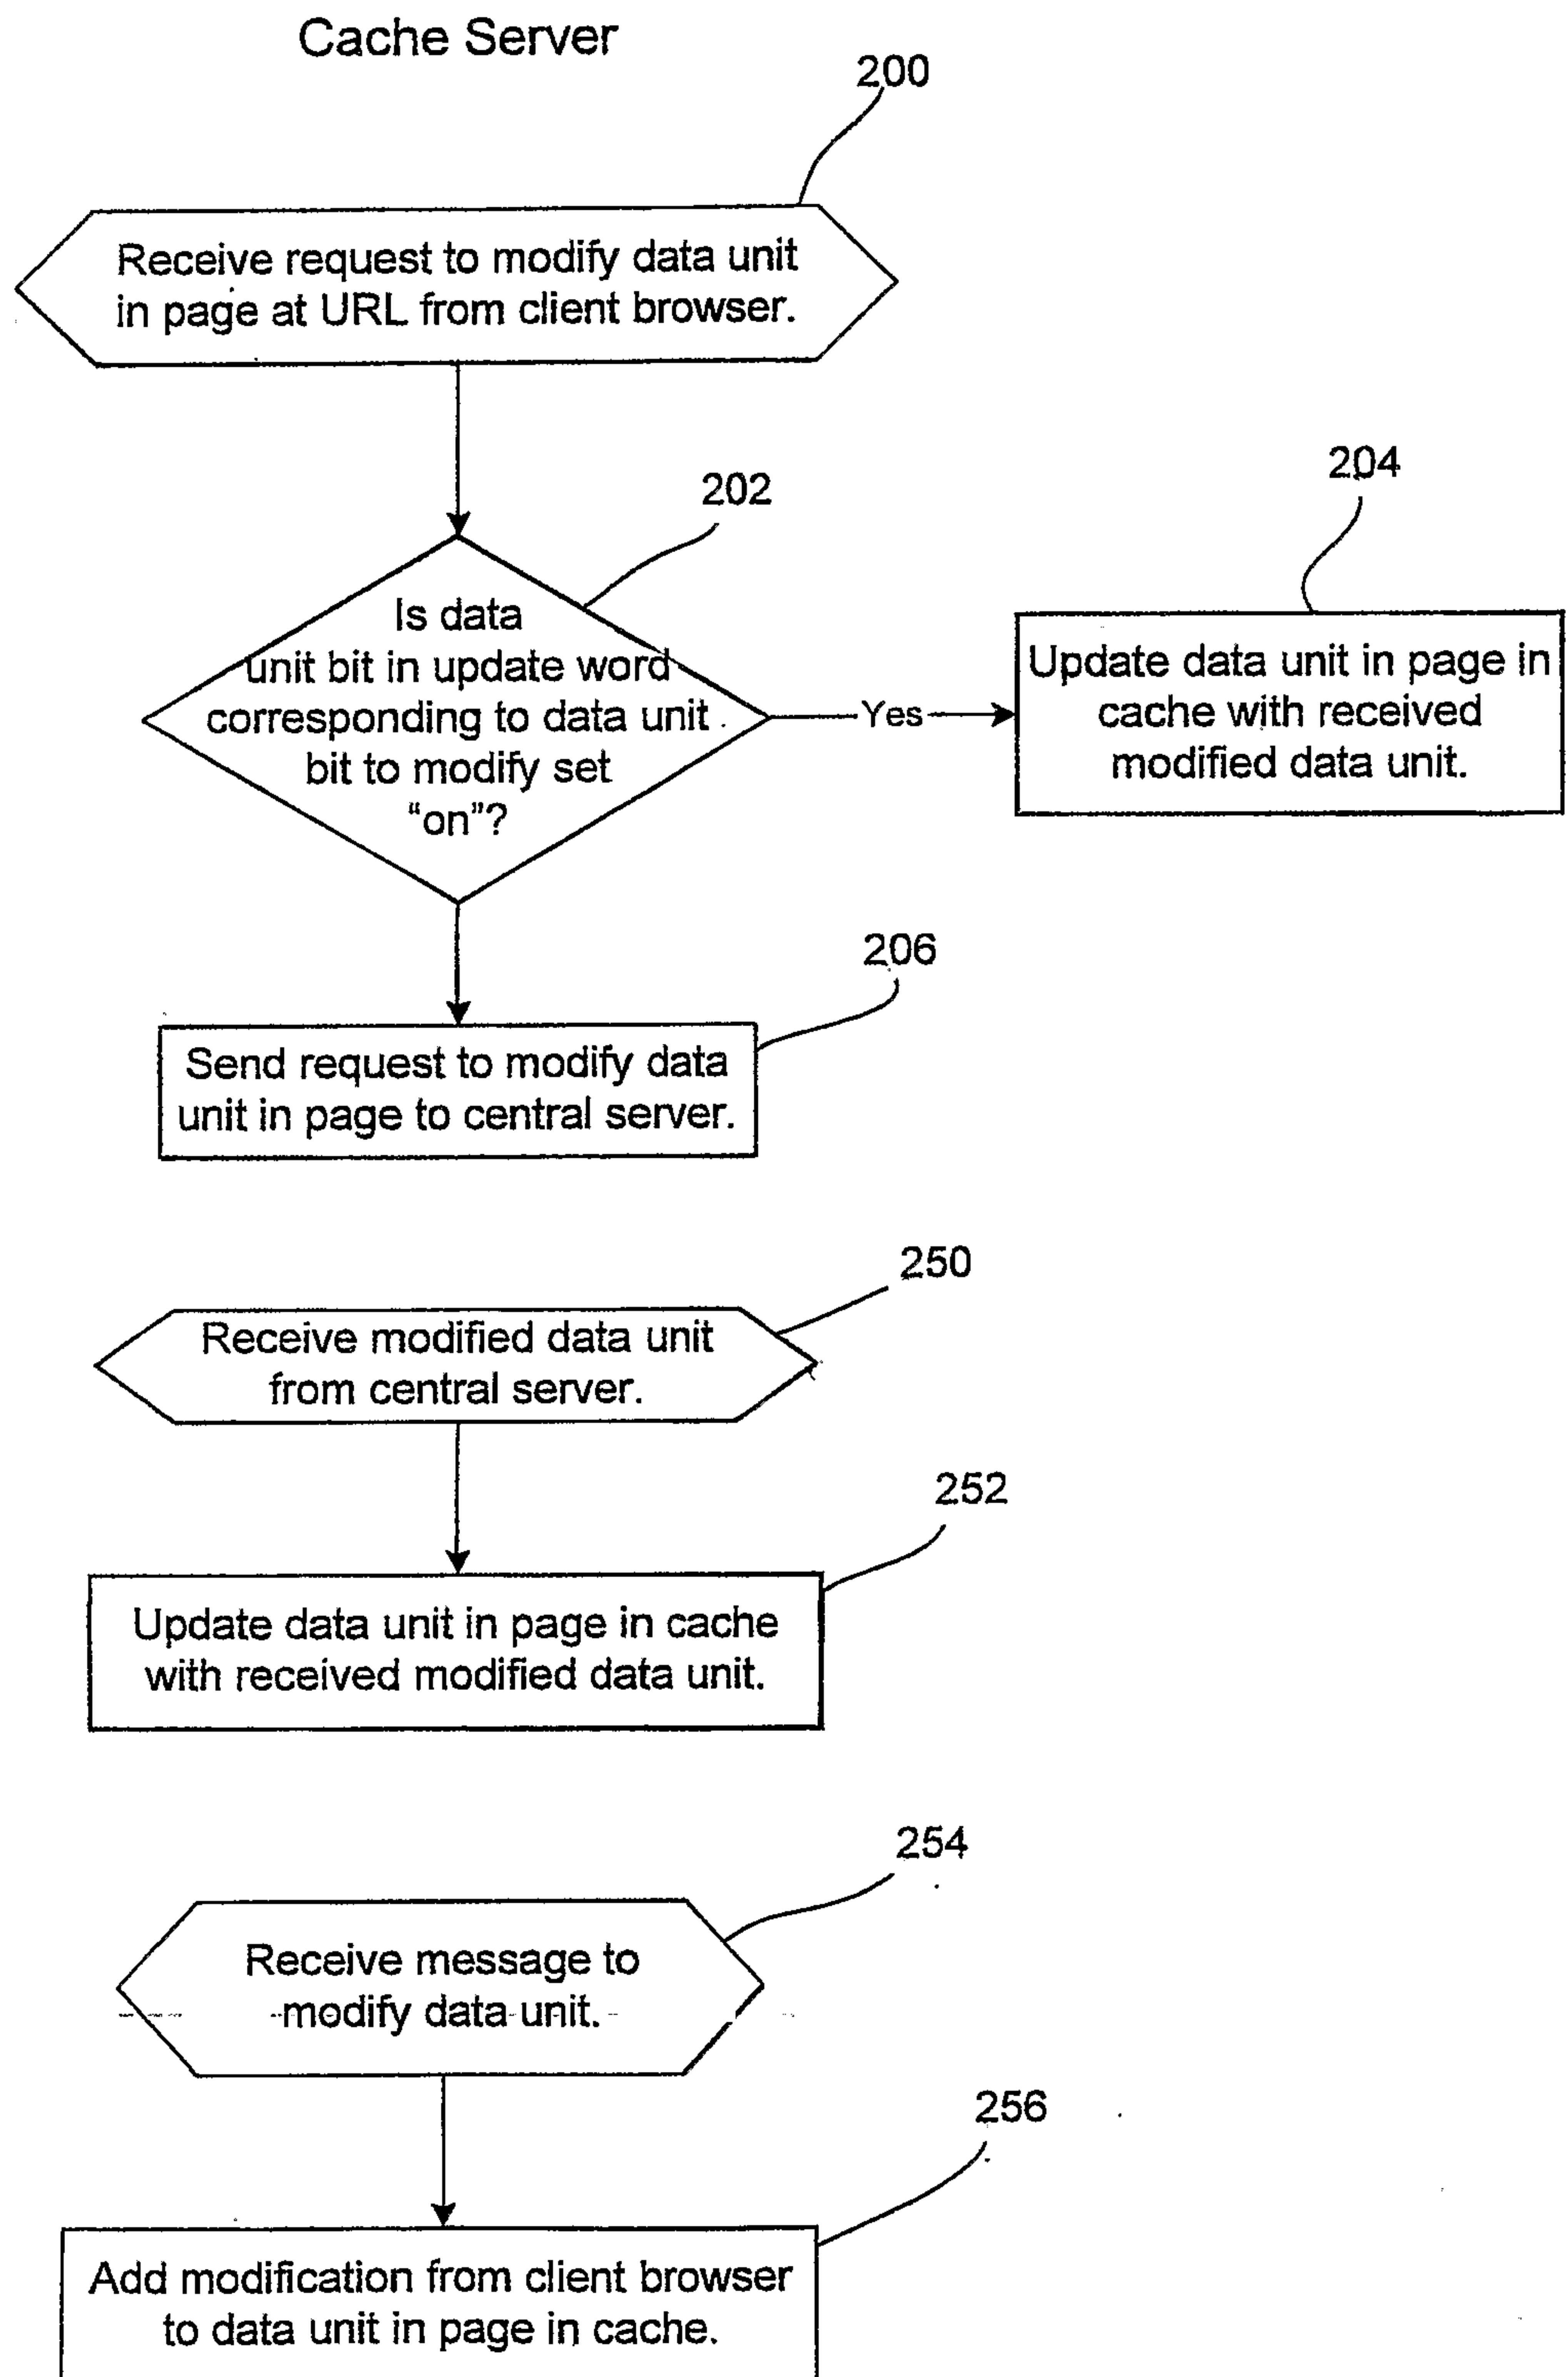 Cache Server
200
Receive request to modify data unit
in page at URL from client browser.
202
204
Is data
unit bit in update word
corresponding to data unit
bit to modify set
“on”?
Yes
Update data unit in page in
cache with received
modified data unit.
206
Send request to modify data
unit in page to central server.
250
Receive modified data unit
from central server.
252
Update data unit in page in cache
with received modified data unit.
254
Receive message to
modify data unit.
256
Add modification from client browser
to data unit in page in cache.